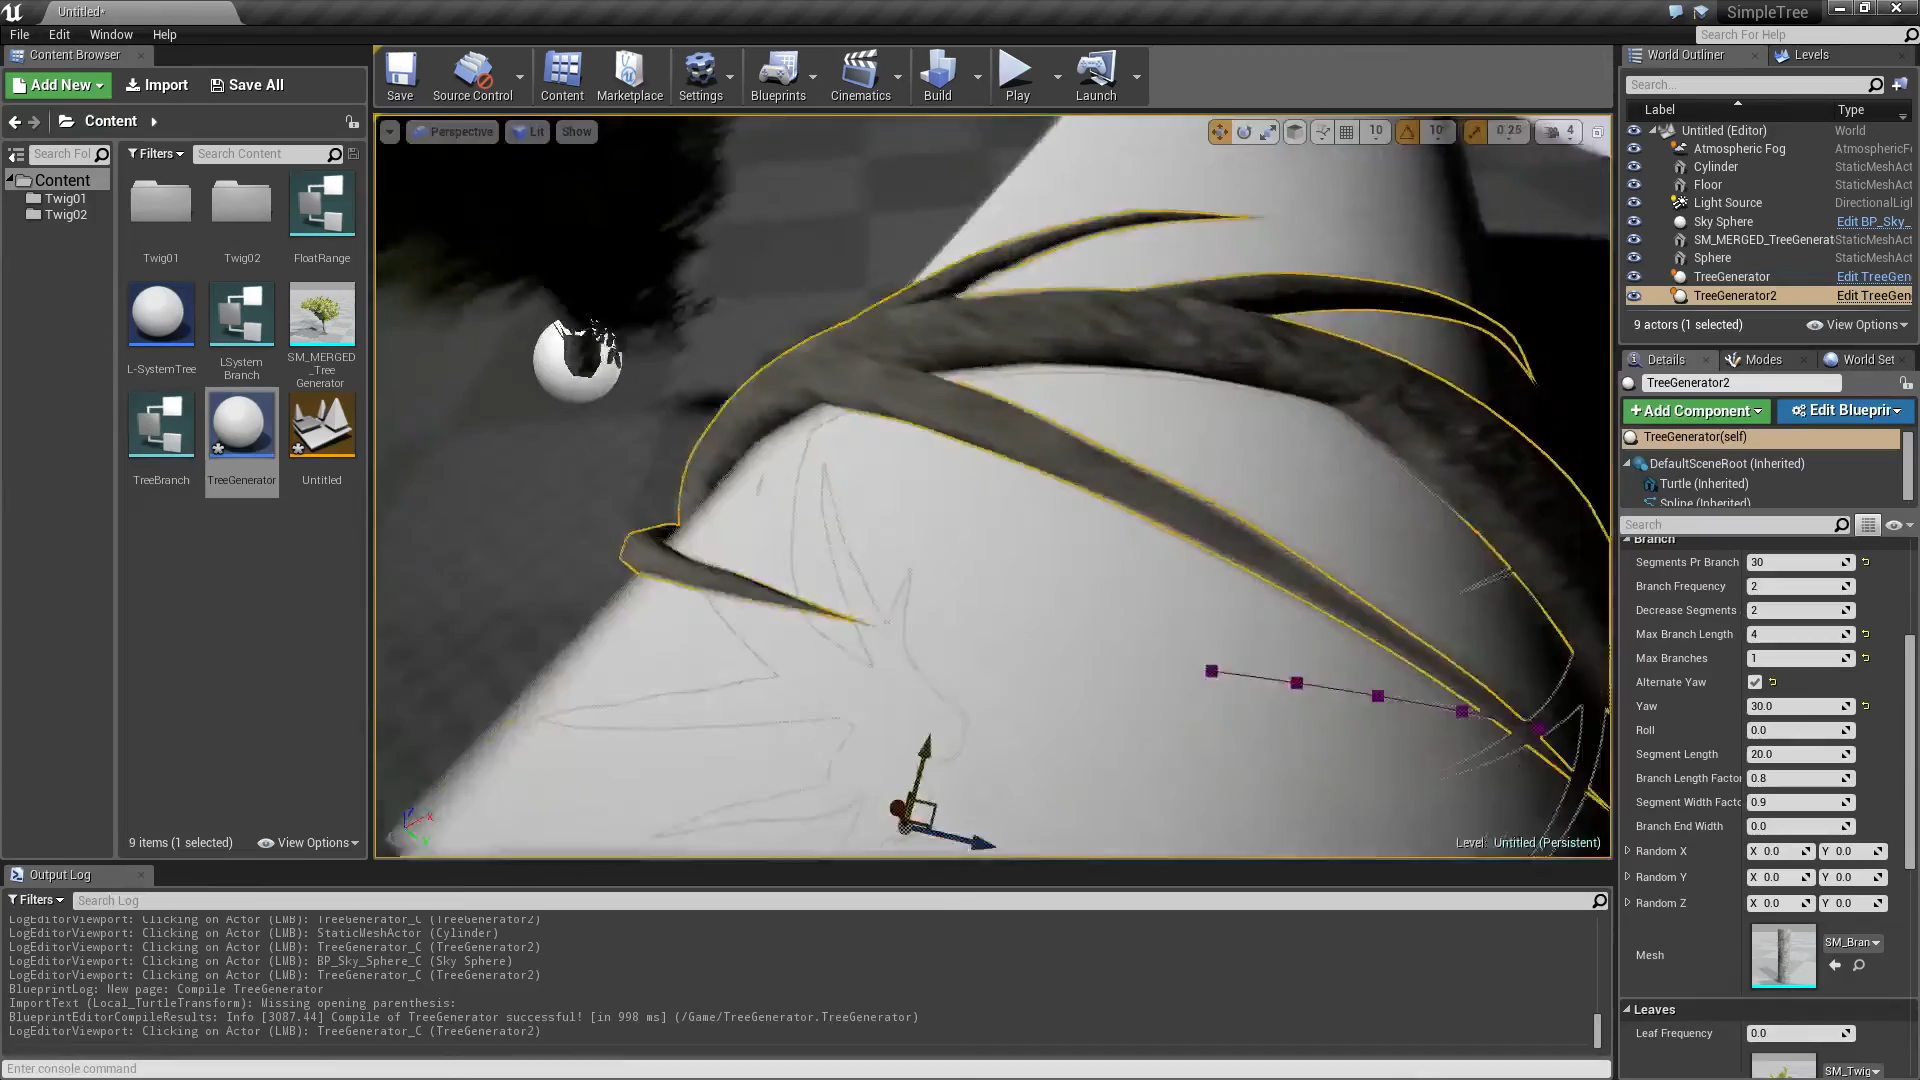 Untitled•
SimpleTree
File Edit Window Help
Search For Help
Content Browser
World Outliner
Levels
Add New
Import
Save All
Save
Source Control
Content
Marketplace
Settings
Blueprints
Cinematics
Build
Play
Launch
Search...
Label
Type
Content
Perspective
Lit
Show
10
10°
0.25
4
Untitled (Editor) World
Search Fol
Filters
Search Content
Atmospheric Fog AtmosphericF
Cylinder StaticMeshAct
Content
Floor StaticMeshAct
Twig01
Light Source DirectionalLigl
Twig02
Sky Sphere Edit BP_Sky_
SM_MERGED_TreeGenerat StaticMeshAct
Twig01
Twig02
FloatRange
Sphere StaticMeshAct
TreeGenerator Edit TreeGen
TreeGenerator2 Edit TreeGen
9 actors (1 selected)
View Options
L-SystemTree
LSystem
Branch
SM_MERGED
_Tree
Generator
Details
Modes
World Set
TreeGenerator2
Add Component
Edit Blueprir
TreeGenerator(self)
DefaultSceneRoot (Inherited)
TreeBranch
TreeGenerator
Untitled
Turtle (Inherited)
Spline (Inherited)
Search
Branch
Segments Pr Branch 30
Branch Frequency 2
Decrease Segments 2
Max Branch Length 4
Max Branches 1
Alternate Yaw
Yaw 30.0
Roll 0.0
Segment Length 20.0
Branch Length Factor 0.8
Segment Width Facto 0.9
Branch End Width 0.0
Random X X 0.0 Y 0.0
Random Y X 0.0 Y 0.0
Random Z X 0.0 Y 0.0
Mesh
SM_Bran
Leaves
Leaf Frequency 0.0
SM_Twig
9 items (1 selected)
View Options
Level: Untitled (Persistent)
Output Log
Filters
Search Log
LogEditorViewport: Clicking on Actor (LMB): TreeGenerator_C (TreeGenerator2)
LogEditorViewport: Clicking on Actor (LMB): StaticMeshActor (Cylinder)
LogEditorViewport: Clicking on Actor (LMB): TreeGenerator_C (TreeGenerator2)
LogEditorViewport: Clicking on Actor (LMB): BP_Sky_Sphere_C (Sky Sphere)
LogEditorViewport: Clicking on Actor (LMB): TreeGenerator_C (TreeGenerator2)
BlueprintLog: New page: Compile TreeGenerator
ImportText (Local_TurtleTransform): Missing opening parenthesis:
BlueprintEditorCompileResults: Info [3087.44] Compile of TreeGenerator successful! [in 998 ms] (/Game/TreeGenerator.TreeGenerator)
LogEditorViewport: Clicking on Actor (LMB): TreeGenerator_C (TreeGenerator2)
Enter console command